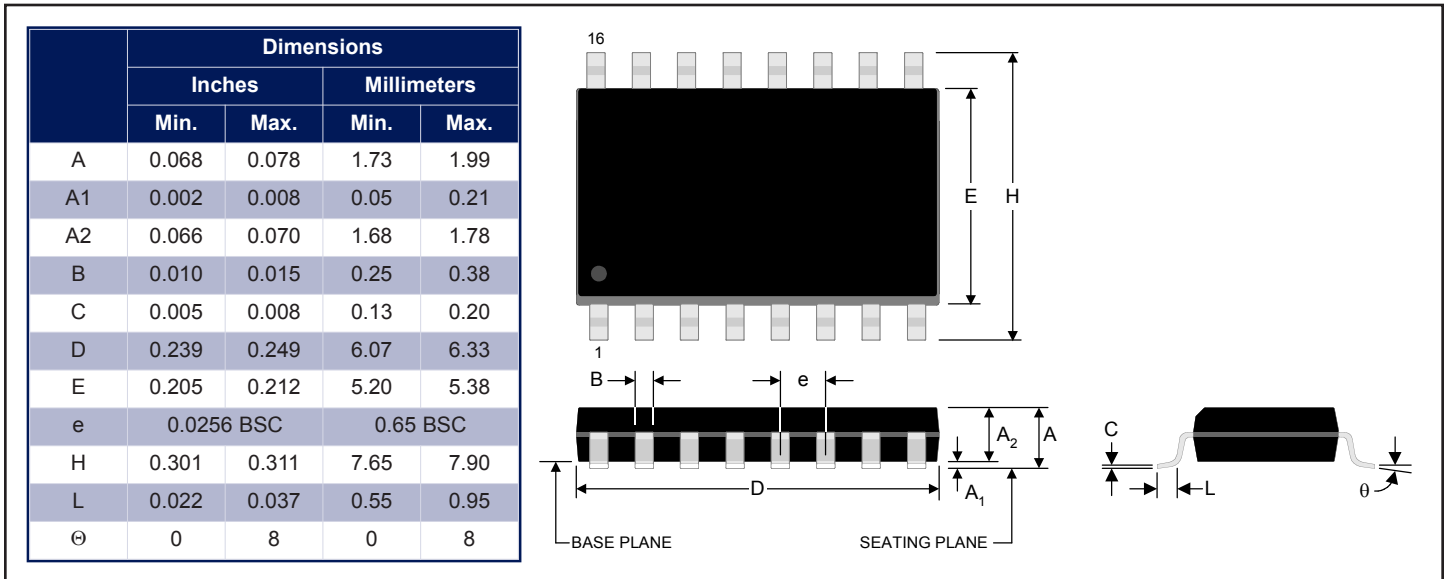 Dimensions
Inches Millimeters
Min. Max. Min. Max.
A 0.068 0.078 1.73 1.99
A1 0.002 0.008 0.05 0.21
A2 0.066 0.070 1.68 1.78
B 0.010 0.015 0.25 0.38
C 0.005 0.008 0.13 0.20
D 0.239 0.249 6.07 6.33
E 0.205 0.212 5.20 5.38
e 0.0256 BSC 0.65 BSC
H 0.301 0.311 7.65 7.90
L 0.022 0.037 0.55 0.95
Θ 0 8 0 8
16
E H
1
B e
A₂ A C
D A₁ L θ
BASE PLANE SEATING PLANE